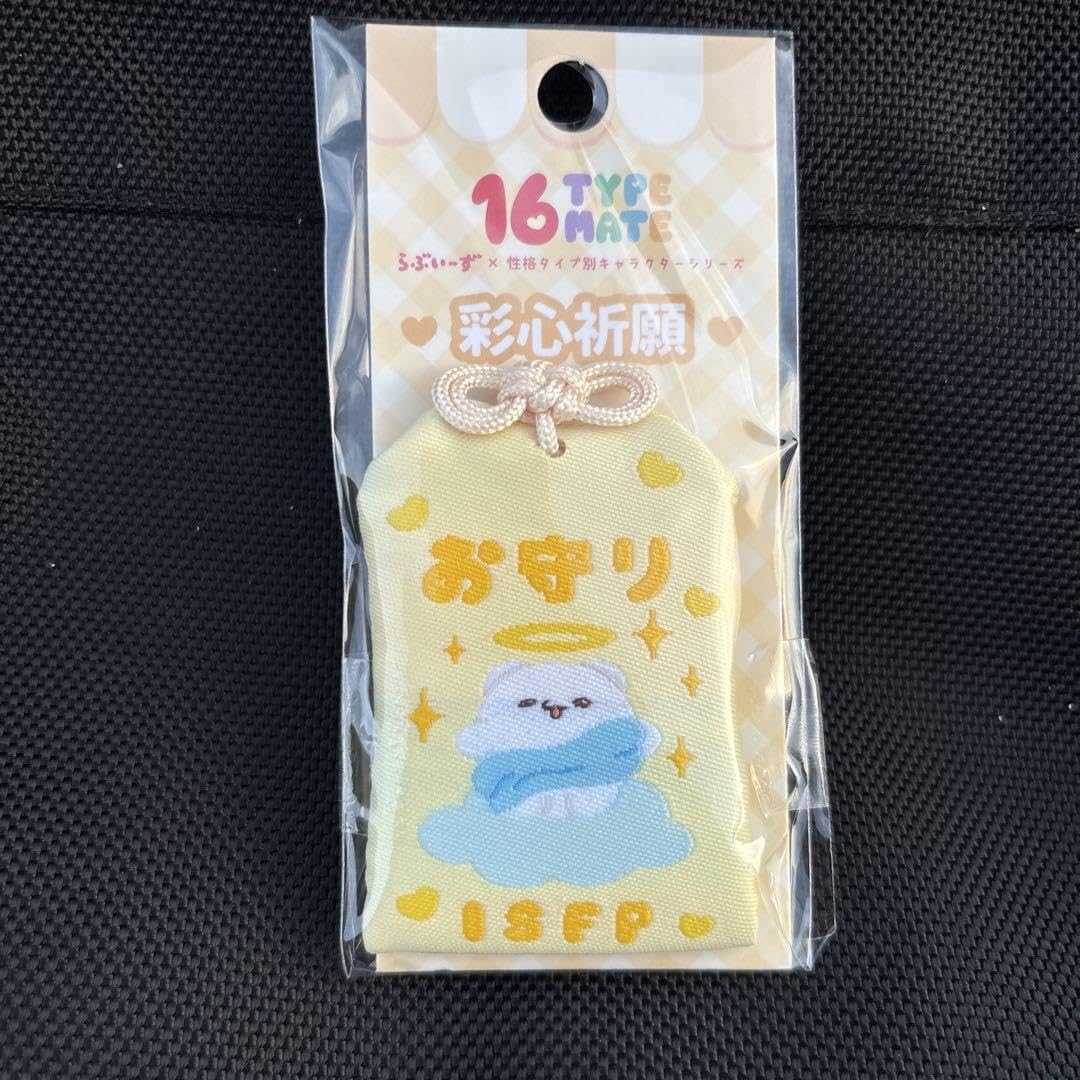 16 TYPE
MATE
らぶいーず × 性格タイプ別キャラクターシリーズ
彩心祈願
お守り
ISFP